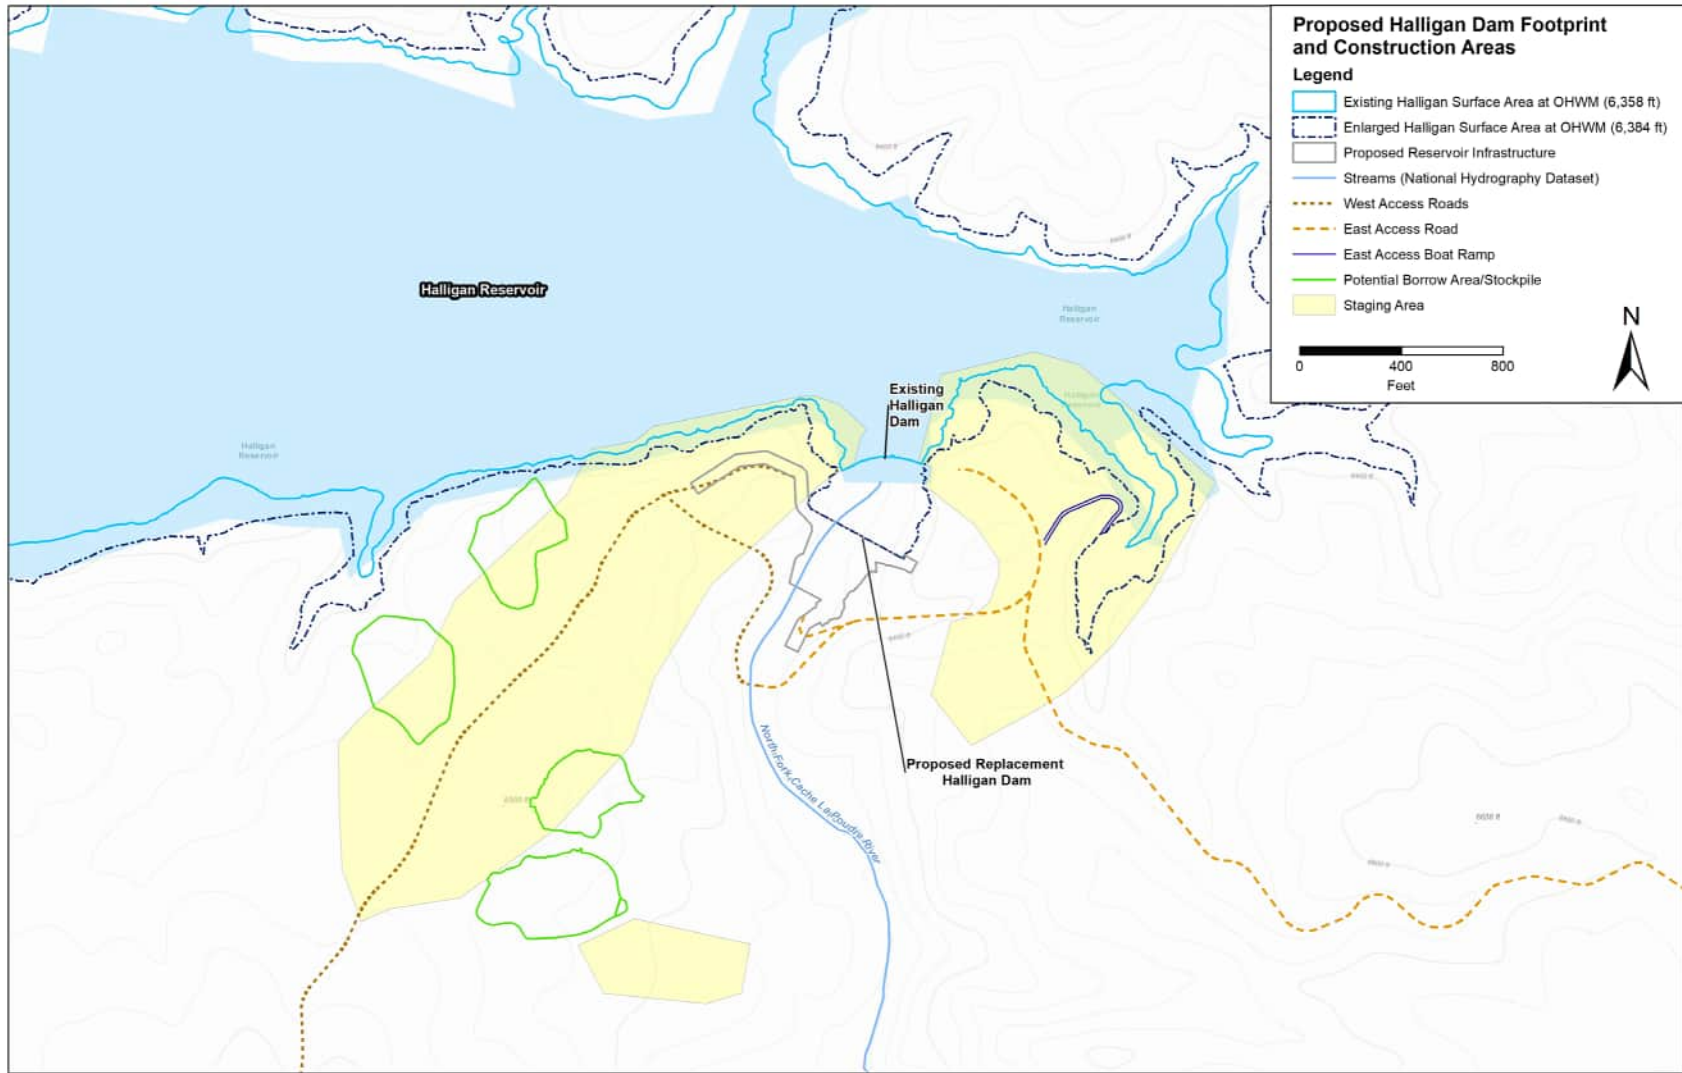 Proposed Halligan Dam Footprint
and Construction Areas
Legend
Existing Halligan Surface Area at OHWM (6,358 ft)
Enlarged Halligan Surface Area at OHWM (6,384 ft)
Proposed Reservoir Infrastructure
Streams (National Hydrography Dataset)
West Access Roads
East Access Road
East Access Boat Ramp
Potential Borrow Area/Stockpile
Staging Area
N
0 400 800
Feet
Halligan Reservoir
Halligan
Reservoir
Halligan
Reservoir
Existing
Halligan
Dam
Halligan
Reservoir
Proposed Replacement
Halligan Dam
North Fork Cache La Poudre River